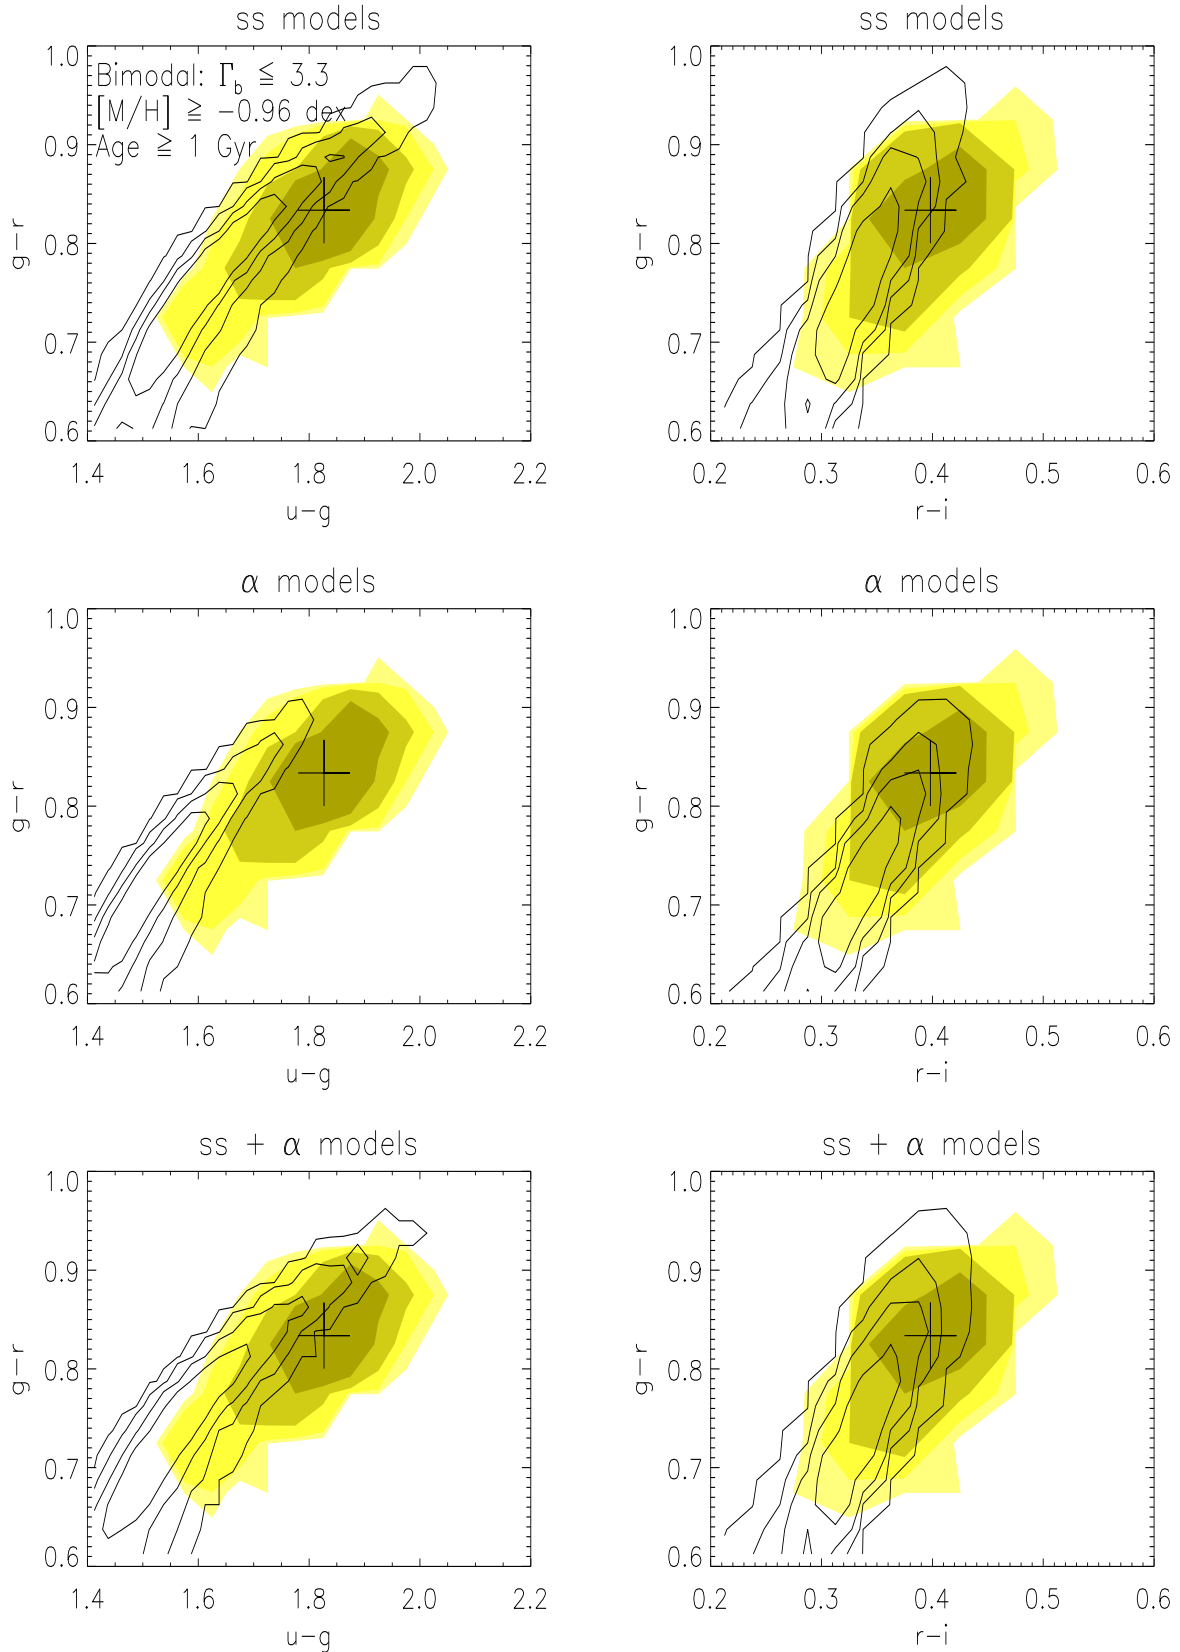 ss models
Bimodal: Γb ≤ 3.3
[M/H] ≧ −0.96 dex
Age ≧ 1 Gyr
1.0
0.9
0.8
0.7
0.6
g−r
1.4 1.6 1.8 2.0 2.2
u−g
ss models
1.0
0.9
0.8
0.7
0.6
g−r
0.2 0.3 0.4 0.5 0.6
r−i
α models
1.0
0.9
0.8
0.7
0.6
g−r
1.4 1.6 1.8 2.0 2.2
u−g
α models
1.0
0.9
0.8
0.7
0.6
g−r
0.2 0.3 0.4 0.5 0.6
r−i
ss + α models
1.0
0.9
0.8
0.7
0.6
g−r
1.4 1.6 1.8 2.0 2.2
u−g
ss + α models
1.0
0.9
0.8
0.7
0.6
g−r
0.2 0.3 0.4 0.5 0.6
r−i